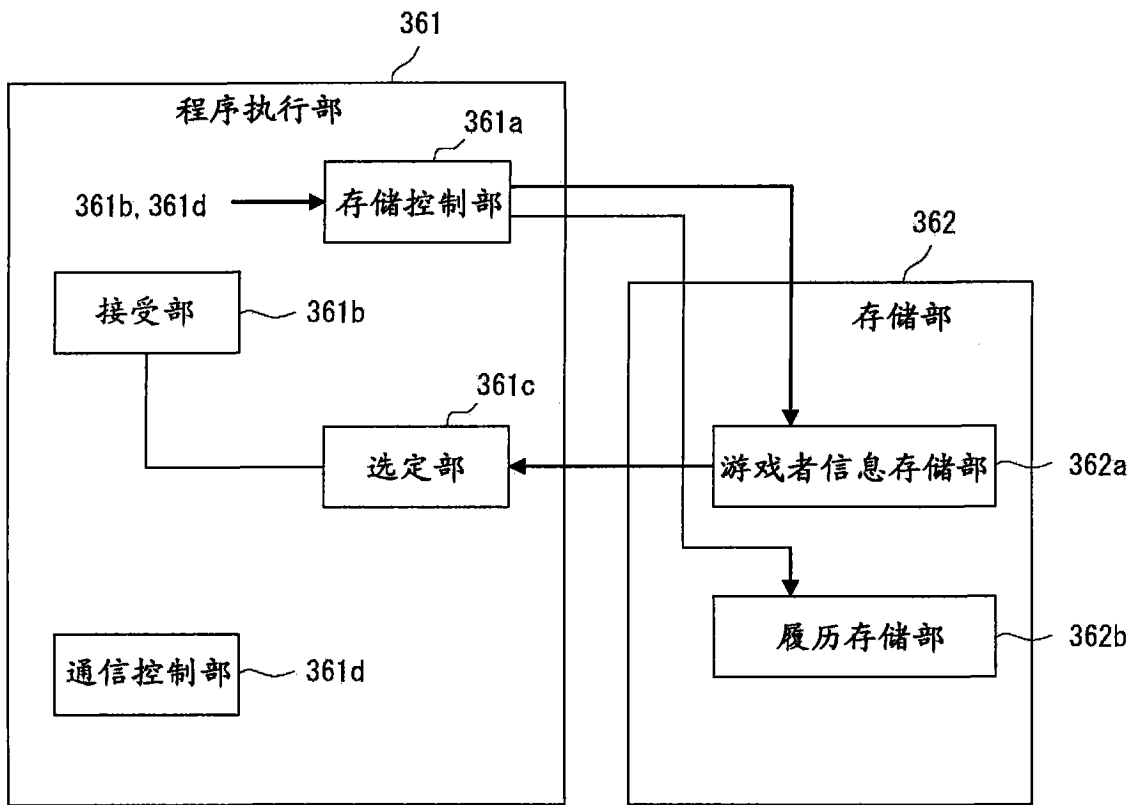 361
程序执行部
361a
361b, 361d
存储控制部
362
存储部
接受部
361b
361c
选定部
游戏者信息存储部
362a
履历存储部
362b
通信控制部
361d